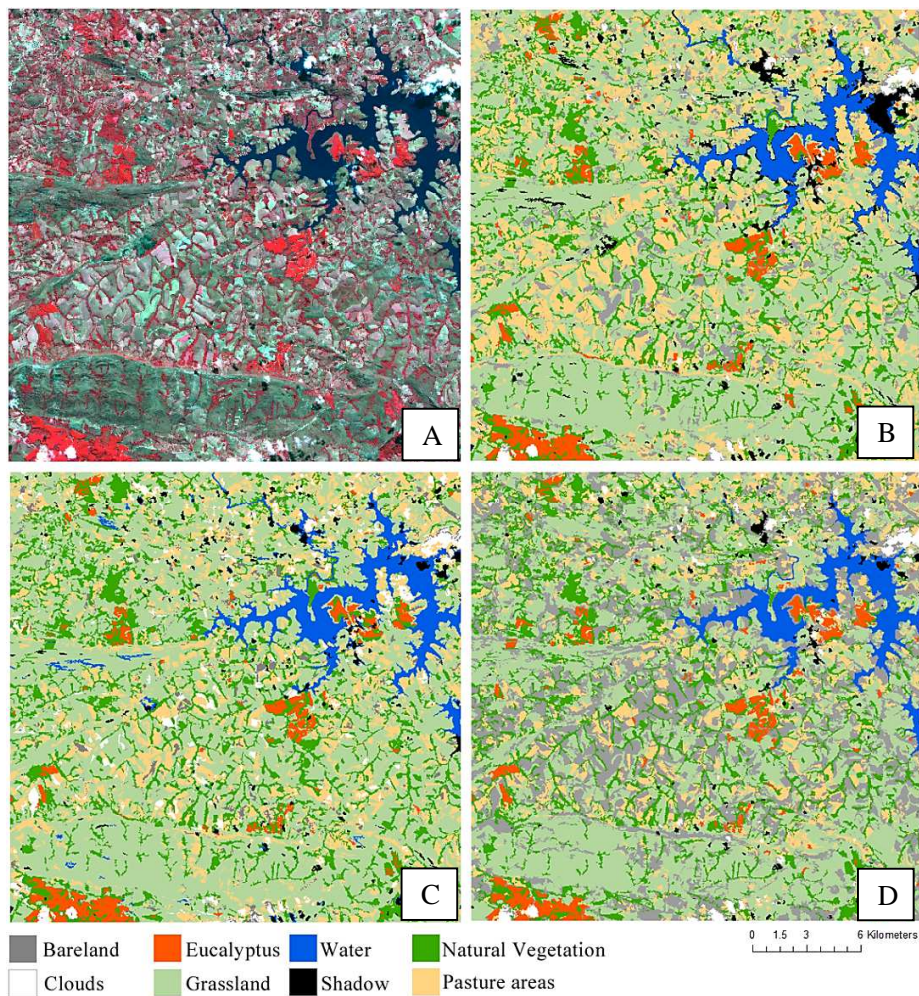 A
B
C
D
Bareland Eucalyptus Water Natural Vegetation
Clouds Grassland Shadow Pasture areas
0 1.5 3 6 Kilometers